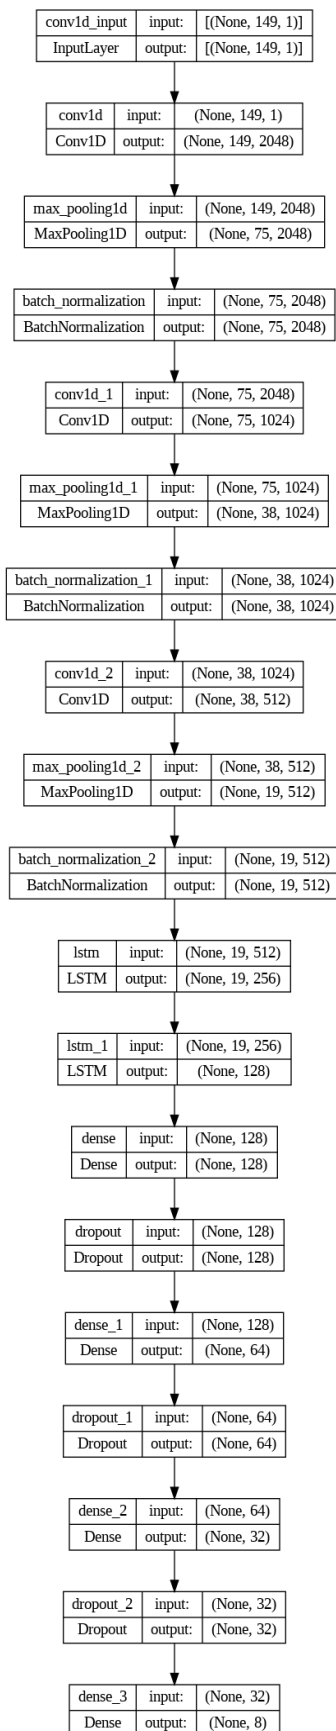 conv1d_input input: [(None, 149, 1)]
InputLayer output: [(None, 149, 1)]
conv1d input: (None, 149, 1)
Conv1D output: (None, 149, 2048)
max_pooling1d input: (None, 149, 2048)
MaxPooling1D output: (None, 75, 2048)
batch_normalization input: (None, 75, 2048)
BatchNormalization output: (None, 75, 2048)
conv1d_1 input: (None, 75, 2048)
Conv1D output: (None, 75, 1024)
max_pooling1d_1 input: (None, 75, 1024)
MaxPooling1D output: (None, 38, 1024)
batch_normalization_1 input: (None, 38, 1024)
BatchNormalization output: (None, 38, 1024)
conv1d_2 input: (None, 38, 1024)
Conv1D output: (None, 38, 512)
max_pooling1d_2 input: (None, 38, 512)
MaxPooling1D output: (None, 19, 512)
batch_normalization_2 input: (None, 19, 512)
BatchNormalization output: (None, 19, 512)
lstm input: (None, 19, 512)
LSTM output: (None, 19, 256)
lstm_1 input: (None, 19, 256)
LSTM output: (None, 128)
dense input: (None, 128)
Dense output: (None, 128)
dropout input: (None, 128)
Dropout output: (None, 128)
dense_1 input: (None, 128)
Dense output: (None, 64)
dropout_1 input: (None, 64)
Dropout output: (None, 64)
dense_2 input: (None, 64)
Dense output: (None, 32)
dropout_2 input: (None, 32)
Dropout output: (None, 32)
dense_3 input: (None, 32)
Dense output: (None, 8)